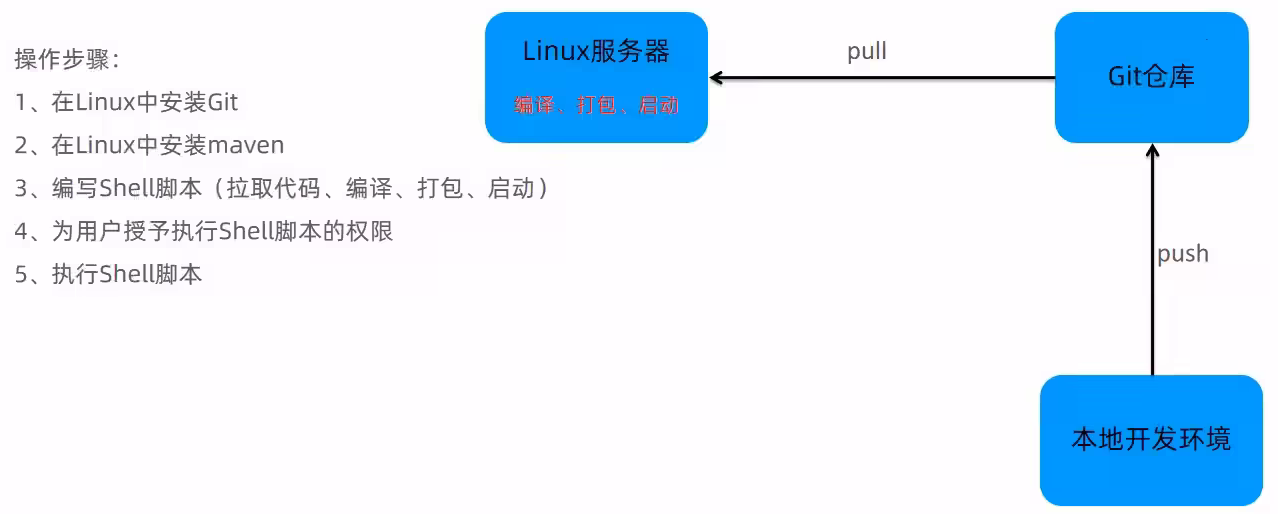 操作步骤：
1、在Linux中安装Git
2、在Linux中安装maven
3、编写Shell脚本（拉取代码、编译、打包、启动）
4、为用户授予执行Shell脚本的权限
5、执行Shell脚本
Linux服务器
编译、打包、启动
pull
Git仓库
push
本地开发环境